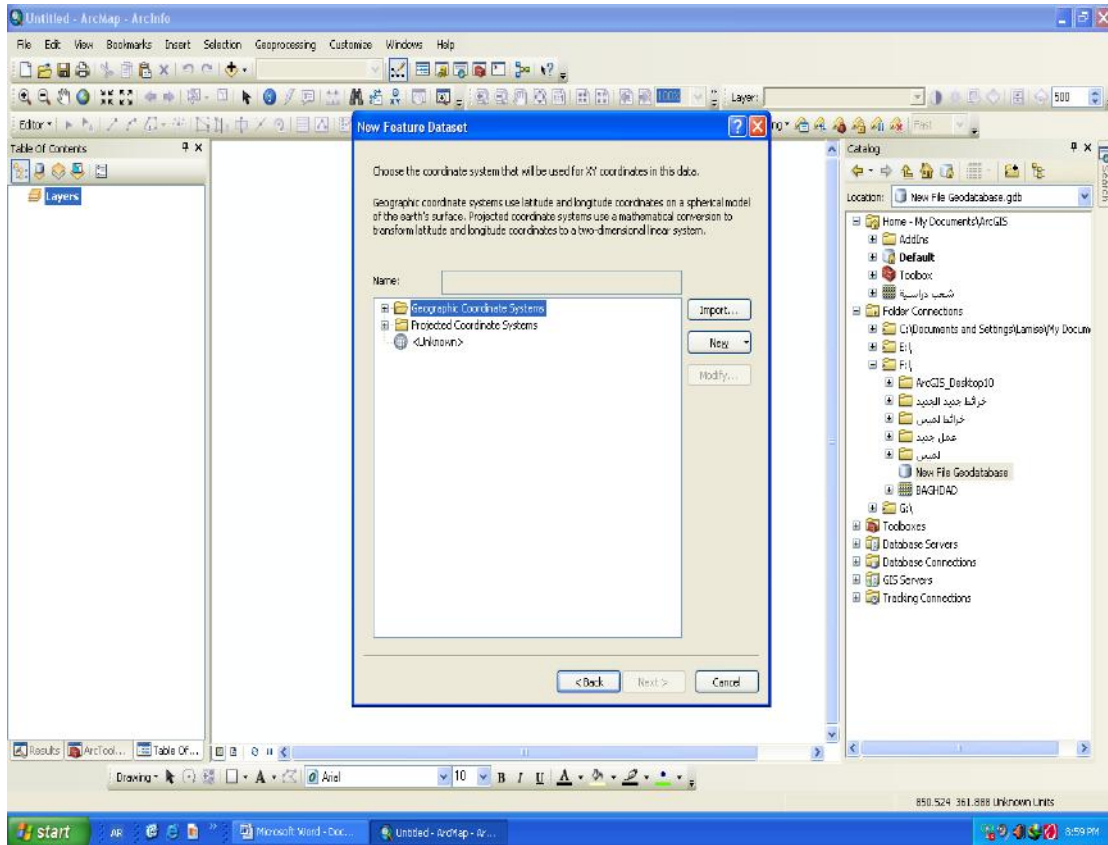 Untitled - ArcMap - ArcInfo
File Edit View Bookmarks Insert Selection Geoprocessing Customize Windows Help
100% Layer: 500
Editor Fast
Table Of Contents
Layers
New Feature Dataset
Choose the coordinate system that will be used for XY coordinates in this data.
Geographic coordinate systems use latitude and longitude coordinates on a spherical model
of the earth's surface. Projected coordinate systems use a mathematical conversion to
transform latitude and longitude coordinates to a two-dimensional linear system.
Name:
Geographic Coordinate Systems
Projected Coordinate Systems
<Unknown>
Import...
New
Modify...
< Back Next > Cancel
Catalog
Search
Location: New File Geodatabase.gdb
Home - My Documents\ArcGIS
AddIns
Default
Toolbox
شعب دراسية
Folder Connections
C:\Documents and Settings\Lamise\My Docum
E:\
F:\
ArcGIS_Desktop10
خرائط جديد الجديد
خرائط لميس
عمل جديد
لميس
New File Geodatabase
BAGHDAD
G:\
Toolboxes
Database Servers
Database Connections
GIS Servers
Tracking Connections
Results ArcTool... Table Of...
Drawing A Arial 10 B I U A
850.524 361.888 Unknown Units
start AR Microsoft Word - Doc... Untitled - ArcMap - Ar... 8:59 PM